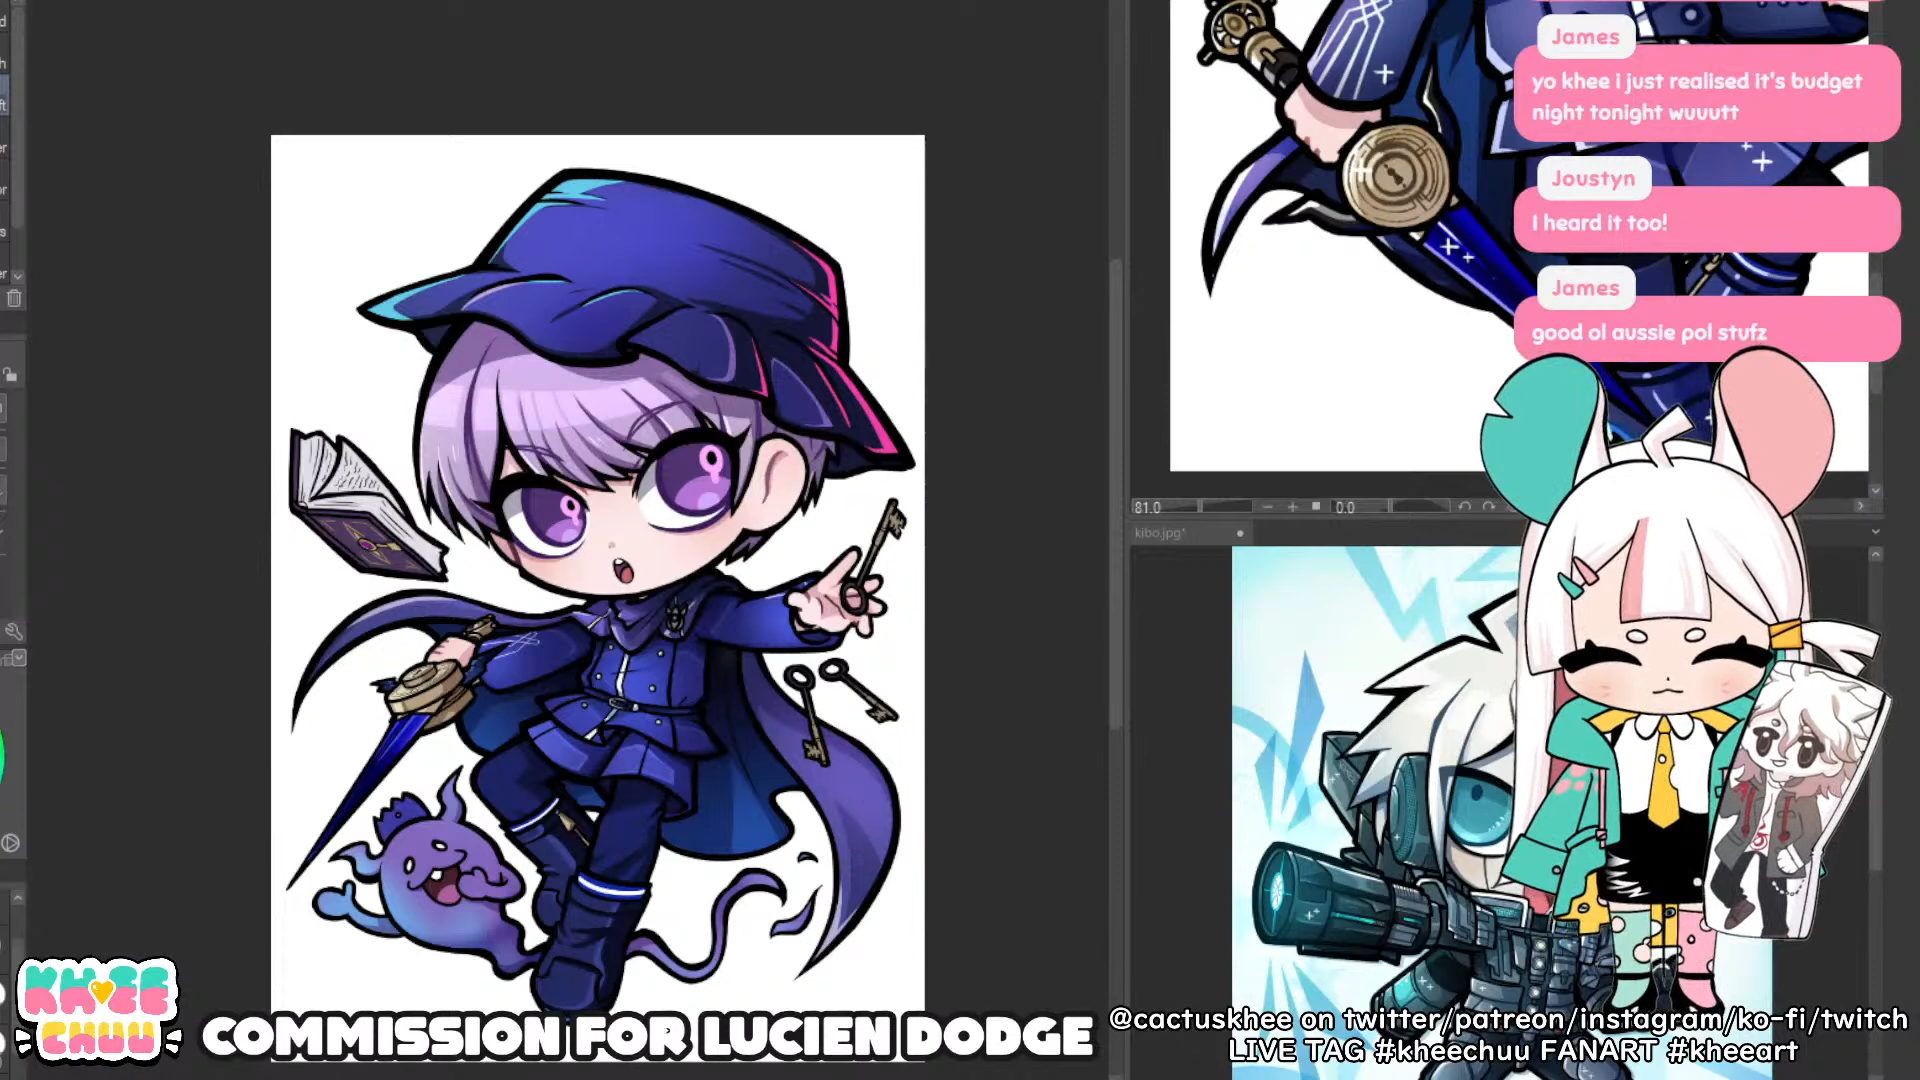 James
yo khee i just realised it's budget
night tonight wuuutt
Joustyn
I heard it too!
James
good ol aussie pol stufz
81.0
0.0
kibo.jpg*
KHEE
CHUU
COMMISSION FOR LUCIEN DODGE
@cactuskhee on twitter/patreon/instagram/ko-fi/twitch
LIVE TAG #kheechuu FANART #kheeart